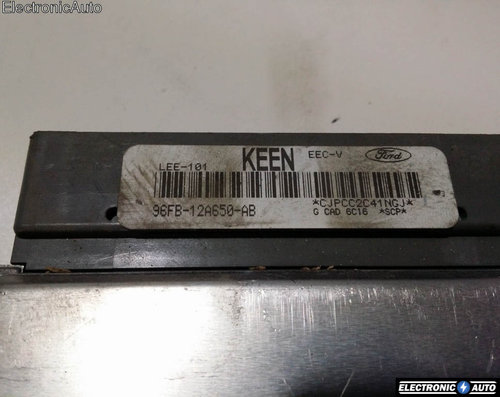 ElectronicAuto
LEE-101 KEEN EEC-V Ford
96FB-12A650-AB *CJPCC2C41NGJ*
G CAD 6C16 *SCP*
ELECTRONIC AUTO